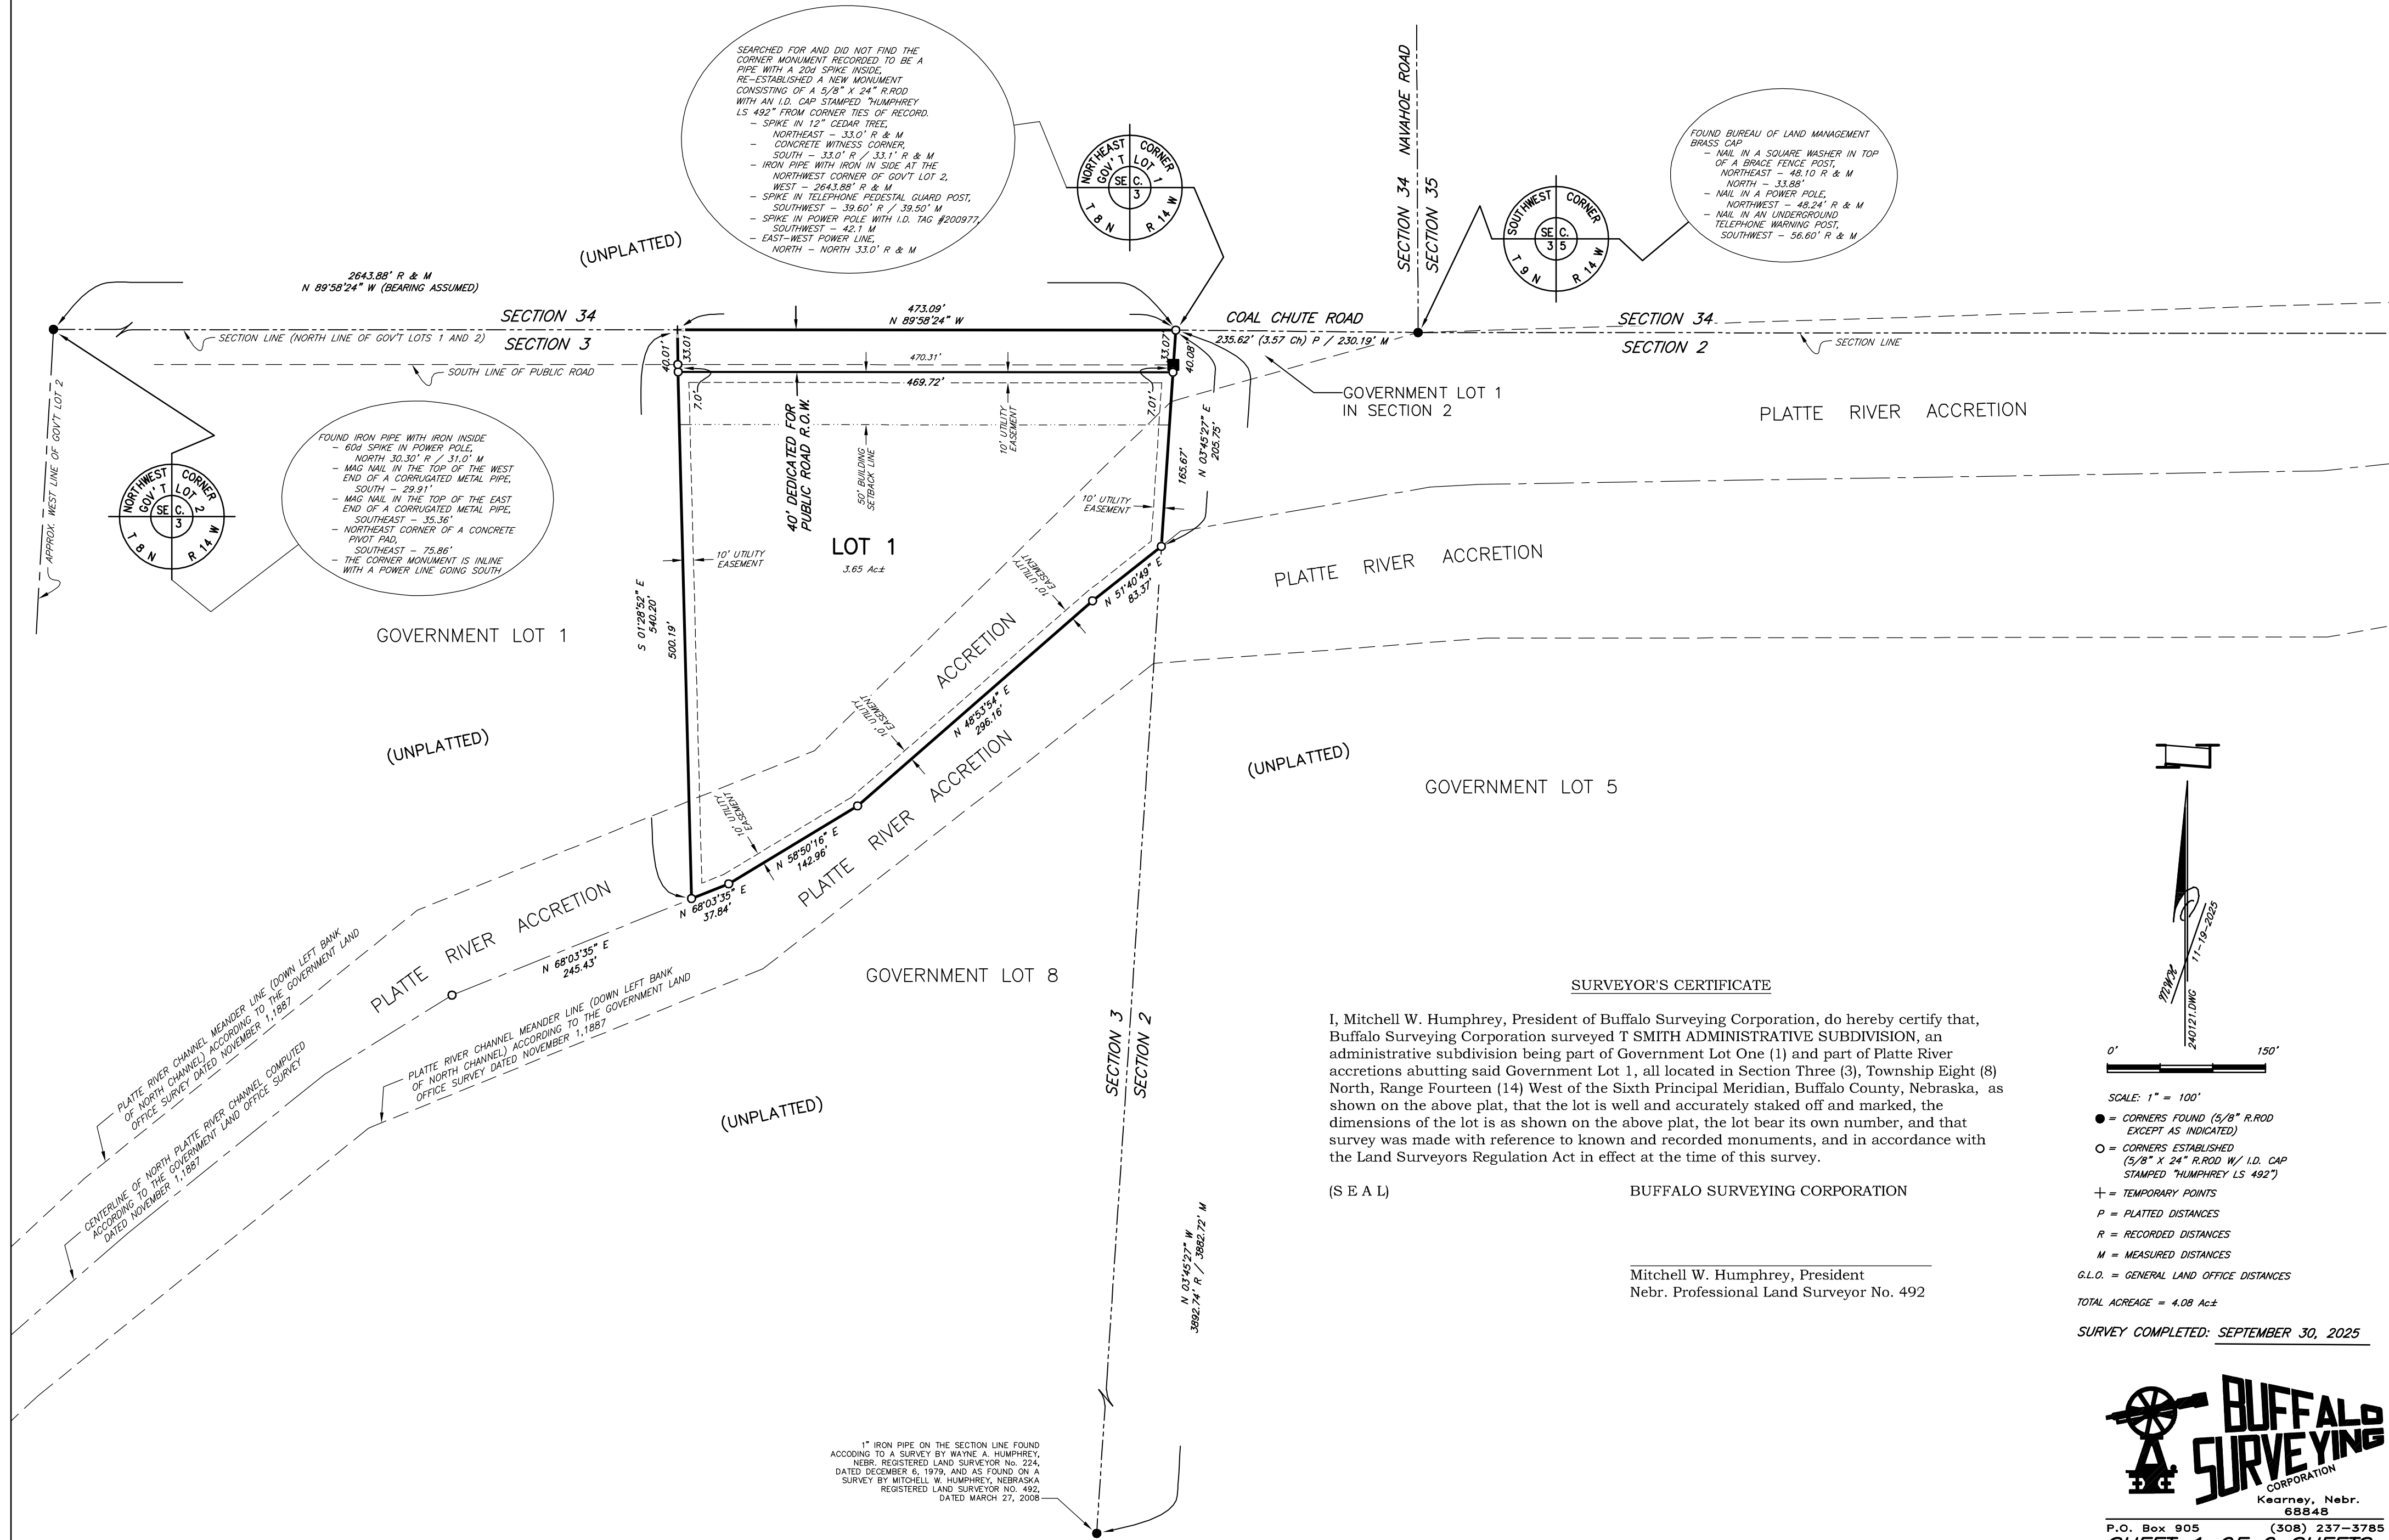 SEARCHED FOR AND DID NOT FIND THE
CORNER MONUMENT RECORDED TO BE A
PIPE WITH A 20d SPIKE INSIDE,
RE-ESTABLISHED A NEW MONUMENT
CONSISTING OF A 5/8" X 24" R.ROD
WITH AN I.D. CAP STAMPED "HUMPHREY
LS 492" FROM CORNER TIES OF RECORD.
- SPIKE IN 12" CEDAR TREE,
NORTHEAST - 33.0' R & M
- CONCRETE WITNESS CORNER,
SOUTH - 33.0' R / 33.1' R & M
- IRON PIPE WITH IRON IN SIDE AT THE
NORTHWEST CORNER OF GOV'T LOT 2,
WEST - 2643.88' R & M
- SPIKE IN TELEPHONE PEDESTAL GUARD POST,
SOUTHWEST - 39.60' R / 39.50' M
- SPIKE IN POWER POLE WITH I.D. TAG #200977,
SOUTHWEST - 42.1 M
- EAST-WEST POWER LINE,
NORTH - NORTH 33.0' R & M
NORTHEAST CORNER
GOV'T LOT 1
SEC.
3
T 8 N R 14 W
SECTION 34 NAVAHOE ROAD
SECTION 35
SOUTHWEST CORNER
SEC.
35
T 9 N R 14 W
FOUND BUREAU OF LAND MANAGEMENT
BRASS CAP
- NAIL IN A SQUARE WASHER IN TOP
OF A BRACE FENCE POST,
NORTHEAST - 48.10 R & M
NORTH - 33.88'
- NAIL IN A POWER POLE,
NORTHWEST - 48.24' R & M
- NAIL IN AN UNDERGROUND
TELEPHONE WARNING POST,
SOUTHWEST - 56.60' R & M
(UNPLATTED)
2643.88' R & M
N 89°58'24" W (BEARING ASSUMED)
SECTION 34
SECTION 3
SECTION LINE (NORTH LINE OF GOV'T LOTS 1 AND 2)
SOUTH LINE OF PUBLIC ROAD
473.09'
N 89°58'24" W
COAL CHUTE ROAD
235.62' (3.57 Ch) P / 230.19' M
SECTION 34
SECTION 2
SECTION LINE
40.01'
33.01'
470.31'
33.07'
40.08'
469.72'
7.0'
7.01'
GOVERNMENT LOT 1
IN SECTION 2
PLATTE RIVER ACCRETION
APPROX. WEST LINE OF GOV'T LOT 2
NORTHWEST CORNER
GOV'T LOT 2
SEC.
3
T 8 N R 14 W
FOUND IRON PIPE WITH IRON INSIDE
- 60d SPIKE IN POWER POLE,
NORTH 30.30' R / 31.0' M
- MAG NAIL IN THE TOP OF THE WEST
END OF A CORRUGATED METAL PIPE,
SOUTH - 29.91'
- MAG NAIL IN THE TOP OF THE EAST
END OF A CORRUGATED METAL PIPE,
SOUTHEAST - 35.36'
- NORTHEAST CORNER OF A CONCRETE
PIVOT PAD,
SOUTHEAST - 75.86'
- THE CORNER MONUMENT IS INLINE
WITH A POWER LINE GOING SOUTH
40' DEDICATED FOR
PUBLIC ROAD R.O.W.
50' BUILDING
SETBACK LINE
10' UTILITY
EASEMENT
165.67'
N 03°45'27" E
205.75'
10' UTILITY
EASEMENT
LOT 1
3.65 Ac±
10' UTILITY
EASEMENT
S 01°28'52" E
540.20'
500.19'
10' UTILITY
EASEMENT
N 51°40'49" E
83.37'
PLATTE RIVER ACCRETION
GOVERNMENT LOT 1
ACCRETION
10' UTILITY
EASEMENT
N 48°53'54" E
296.16'
(UNPLATTED)
PLATTE RIVER ACCRETION
(UNPLATTED)
GOVERNMENT LOT 5
10' UTILITY
EASEMENT
N 58°50'16" E
142.96'
N 68°03'35" E
37.84'
PLATTE RIVER ACCRETION
N 68°03'35" E
245.43'
GOVERNMENT LOT 8
PLATTE RIVER CHANNEL MEANDER LINE (DOWN LEFT BANK
OF NORTH CHANNEL) ACCORDING TO THE GOVERNMENT LAND
OFFICE SURVEY DATED NOVEMBER 1,1887
CENTERLINE OF NORTH PLATTE RIVER CHANNEL COMPUTED
ACCORDING TO THE GOVERNMENT LAND OFFICE SURVEY
DATED NOVEMBER 1,1887
PLATTE RIVER CHANNEL MEANDER LINE (DOWN LEFT BANK
OF NORTH CHANNEL) ACCORDING TO THE GOVERNMENT LAND
OFFICE SURVEY DATED NOVEMBER 1,1887
(UNPLATTED)
SECTION 3
SECTION 2
N 03°45'27" W
3892.74' R / 3882.72' M
1" IRON PIPE ON THE SECTION LINE FOUND
ACCODING TO A SURVEY BY WAYNE A. HUMPHREY,
NEBR. REGISTERED LAND SURVEYOR No. 224,
DATED DECEMBER 6, 1979, AND AS FOUND ON A
SURVEY BY MITCHELL W. HUMPHREY, NEBRASKA
REGISTERED LAND SURVEYOR NO. 492,
DATED MARCH 27, 2008
SURVEYOR'S CERTIFICATE
I, Mitchell W. Humphrey, President of Buffalo Surveying Corporation, do hereby certify that,
Buffalo Surveying Corporation surveyed T SMITH ADMINISTRATIVE SUBDIVISION, an
administrative subdivision being part of Government Lot One (1) and part of Platte River
accretions abutting said Government Lot 1, all located in Section Three (3), Township Eight (8)
North, Range Fourteen (14) West of the Sixth Principal Meridian, Buffalo County, Nebraska, as
shown on the above plat, that the lot is well and accurately staked off and marked, the
dimensions of the lot is as shown on the above plat, the lot bear its own number, and that
survey was made with reference to known and recorded monuments, and in accordance with
the Land Surveyors Regulation Act in effect at the time of this survey.
(S E A L)
BUFFALO SURVEYING CORPORATION
Mitchell W. Humphrey, President
Nebr. Professional Land Surveyor No. 492
11-19-2025
240121.DWG
0' 150'
SCALE: 1" = 100'
= CORNERS FOUND (5/8" R.ROD
EXCEPT AS INDICATED)
= CORNERS ESTABLISHED
(5/8" X 24" R.ROD W/ I.D. CAP
STAMPED "HUMPHREY LS 492")
+ = TEMPORARY POINTS
P = PLATTED DISTANCES
R = RECORDED DISTANCES
M = MEASURED DISTANCES
G.L.O. = GENERAL LAND OFFICE DISTANCES
TOTAL ACREAGE = 4.08 Ac±
SURVEY COMPLETED: SEPTEMBER 30, 2025
BUFFALO
SURVEYING
CORPORATION
Kearney, Nebr.
68848
P.O. Box 905 (308) 237-3785
SHEET 1 OF 2 SHEETS